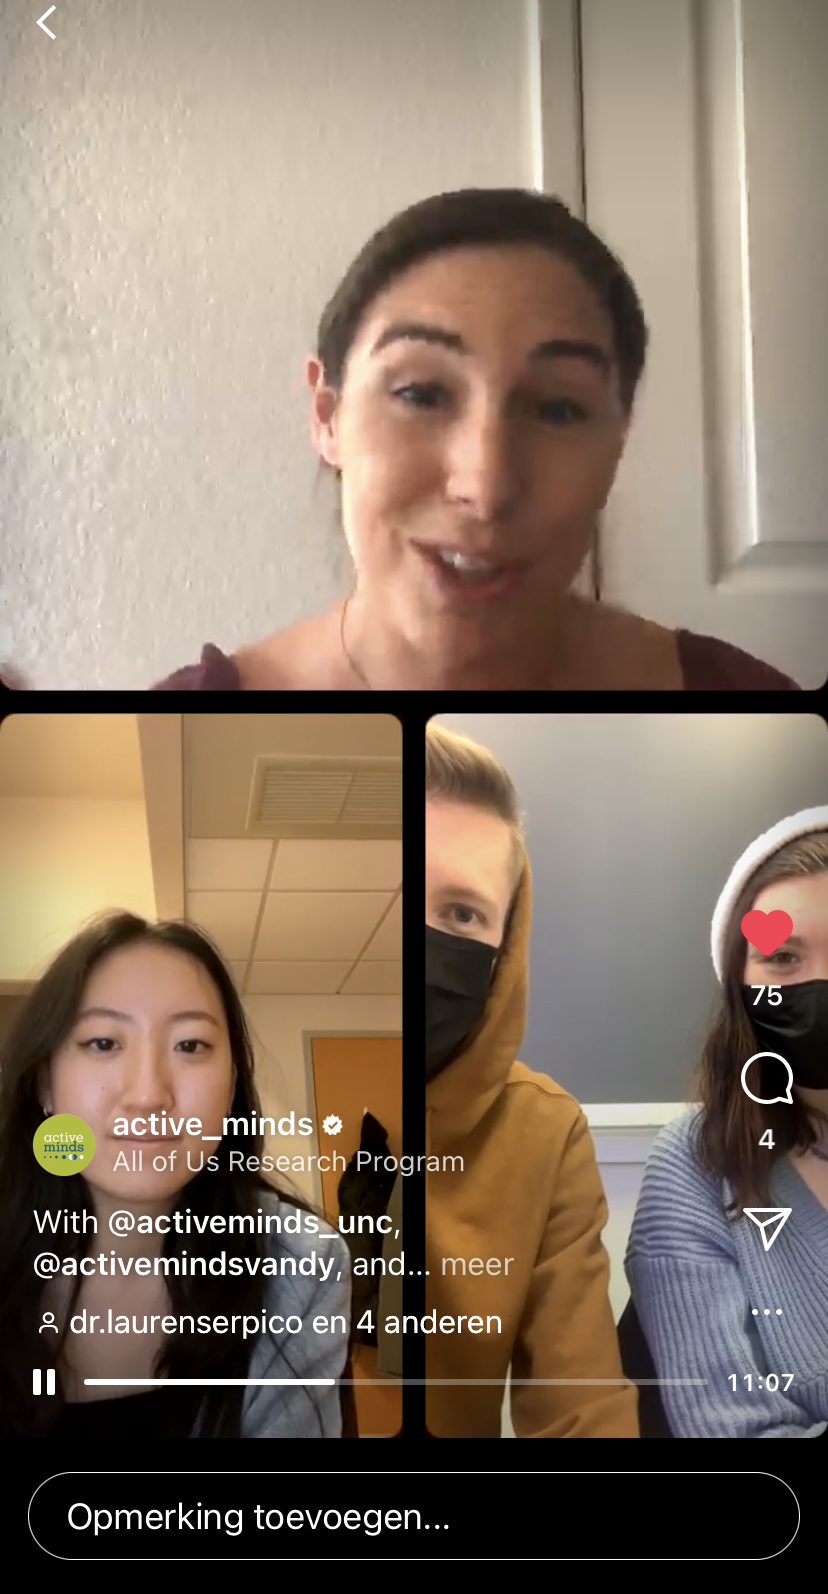 active_minds
active
minds
All of Us Research Program
With @activeminds_unc,
@activemindsvandy, and... meer
dr.laurenserpico en 4 anderen
75
4
11:07
Opmerking toevoegen...